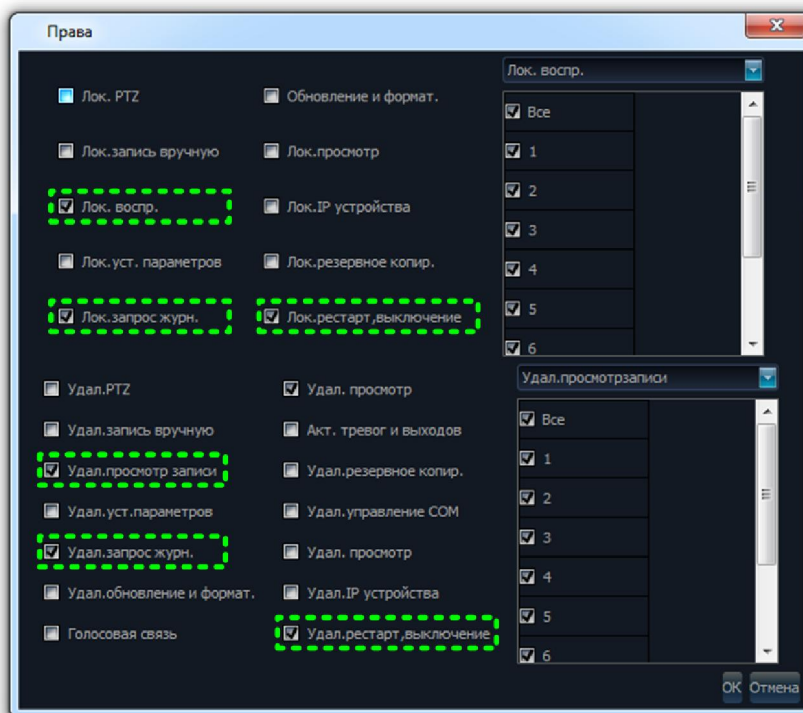 Права
Лок. PTZ
Обновление и формат.
Лок.запись вручную
Лок.просмотр
Лок. воспр.
Лок.IP устройства
Лок.уст. параметров
Лок.резервное копир.
Лок.запрос журн.
Лок.рестарт,выключение
Лок. воспр.
Все
1
2
3
4
5
6
Удал.PTZ
Удал. просмотр
Удал.запись вручную
Акт. тревог и выходов
Удал.просмотр записи
Удал.резервное копир.
Удал.уст.параметров
Удал.управление COM
Удал.запрос журн.
Удал. просмотр
Удал.обновление и формат.
Удал.IP устройства
Голосовая связь
Удал.рестарт,выключение
Удал.просмотрзаписи
Все
1
2
3
4
5
6
OK
Отмена